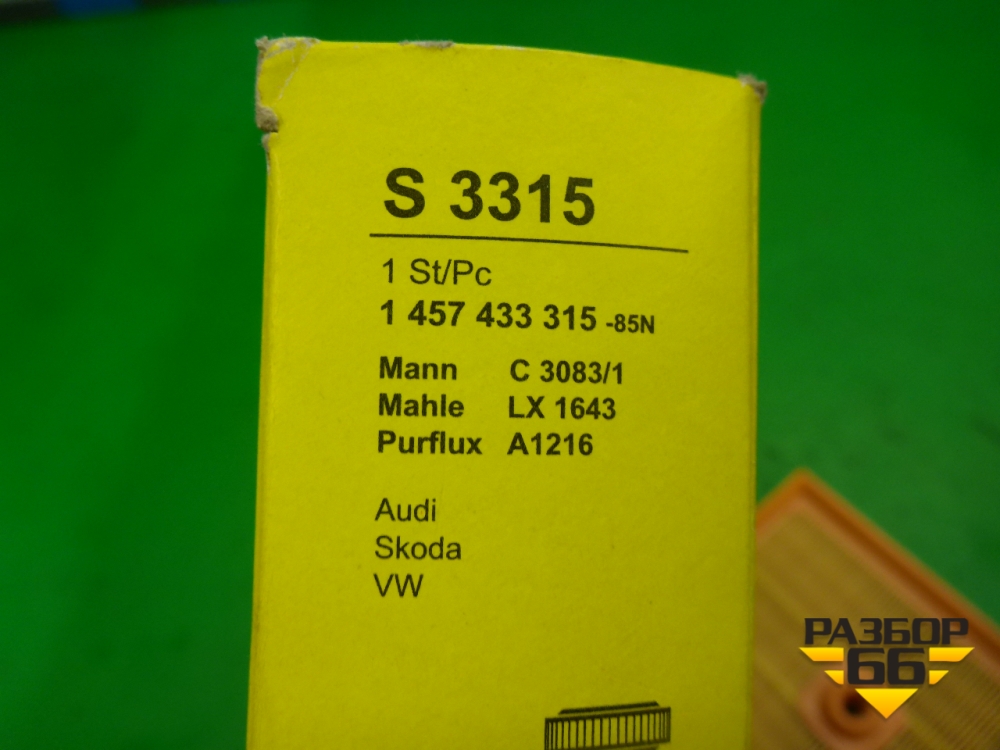 S 3315
1 St/Pc
1 457 433 315 -85N
Mann C 3083/1
Mahle LX 1643
Purflux A1216
Audi
Skoda
VW
РАЗБОР
66